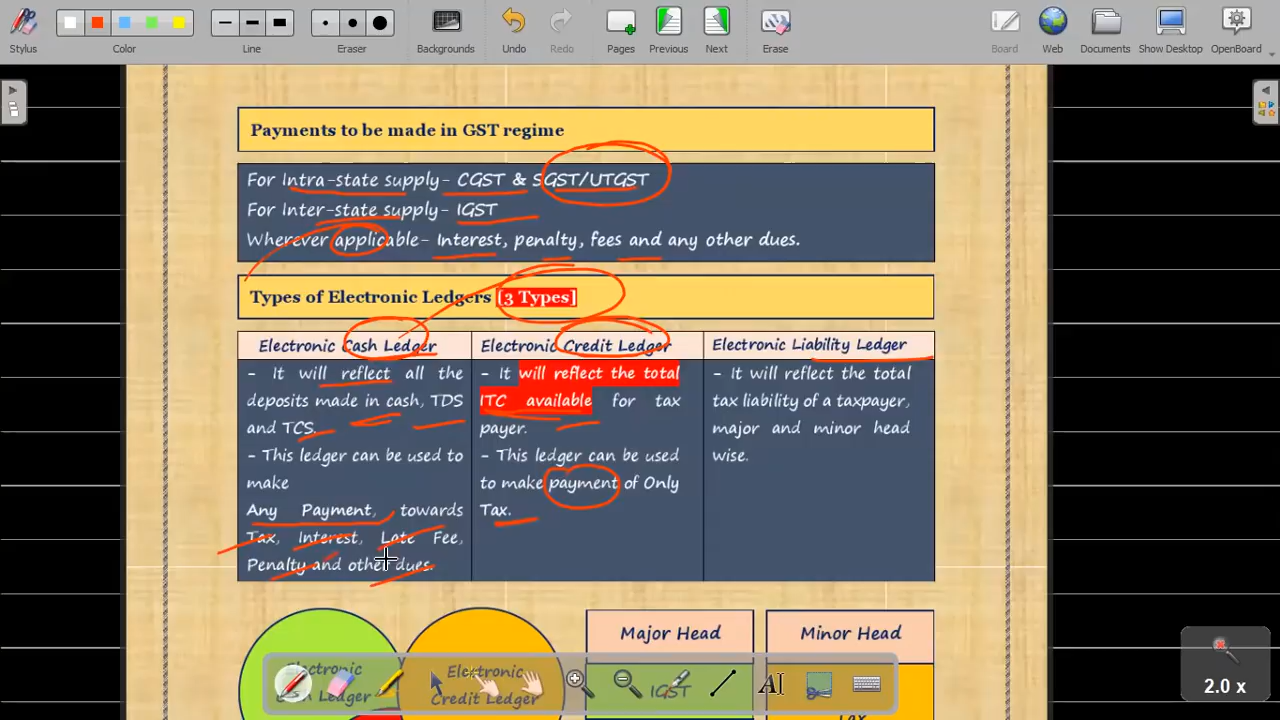 Stylus
Color
Line
Eraser
Backgrounds
Undo
Redo
Pages
Previous
Next
Erase
Board
Web
Documents
Show Desktop
OpenBoard
Payments to be made in GST regime
For Intra-state supply- CGST & SGST/UTGST
For Inter-state supply- IGST
Wherever applicable- Interest, penalty, fees and any other dues.
Types of Electronic Ledgers [3 Types]
Electronic Cash Ledger
- It will reflect all the
deposits made in cash, TDS
and TCS.
- This ledger can be used to
make
Any Payment, towards
Tax, Interest, Late Fee,
Penalty and other dues.
Electronic Credit Ledger
- It will reflect the total
ITC available for tax
payer.
- This ledger can be used
to make payment of Only
Tax.
Electronic Liability Ledger
- It will reflect the total
tax liability of a taxpayer,
major and minor head
wise.
Electronic
Ledger
Electronic
Credit Ledger
Major Head
IGST
Minor Head
Tax
2.0 x